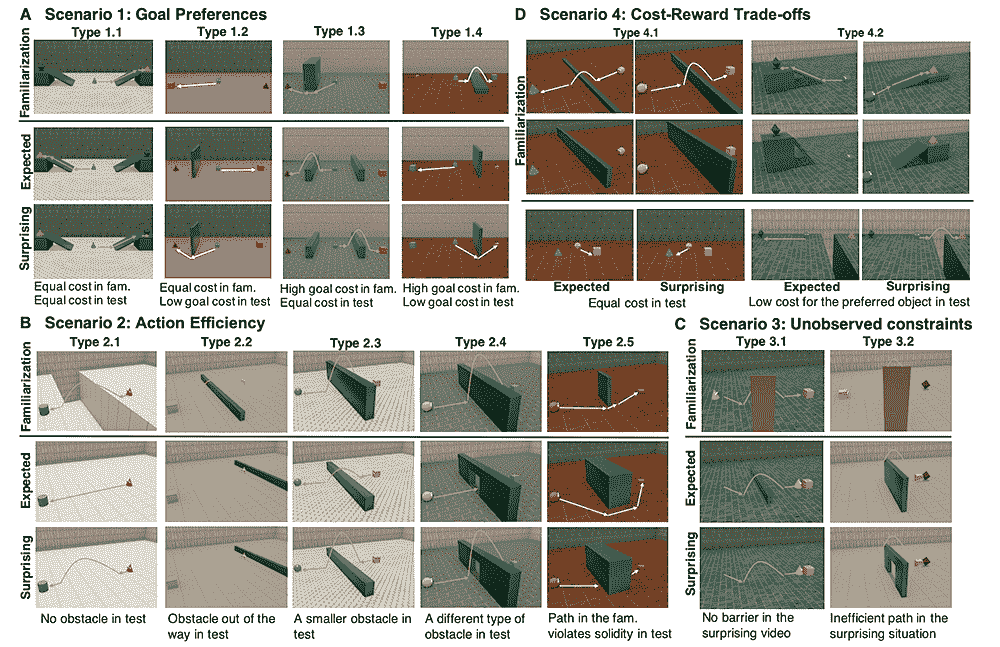 A Scenario 1: Goal Preferences
Type 1.1 Type 1.2 Type 1.3 Type 1.4
Familiarization
Expected
Surprising
Equal cost in fam.
Equal cost in test
Equal cost in fam.
Low goal cost in test
High goal cost in fam.
Equal cost in test
High goal cost in fam.
Low goal cost in test
D Scenario 4: Cost-Reward Trade-offs
Type 4.1 Type 4.2
Familiarization
Expected Surprising Expected Surprising
Equal cost in test
Low cost for the preferred object in test
B Scenario 2: Action Efficiency
Type 2.1 Type 2.2 Type 2.3 Type 2.4 Type 2.5
Familiarization
Expected
Surprising
No obstacle in test
Obstacle out of the
way in test
A smaller obstacle in
test
A different type of
obstacle in test
Path in the fam.
violates solidity in test
C Scenario 3: Unobserved constraints
Type 3.1 Type 3.2
Familiarization
Expected
Surprising
No barrier in the
surprising video
Inefficient path in the
surprising situation